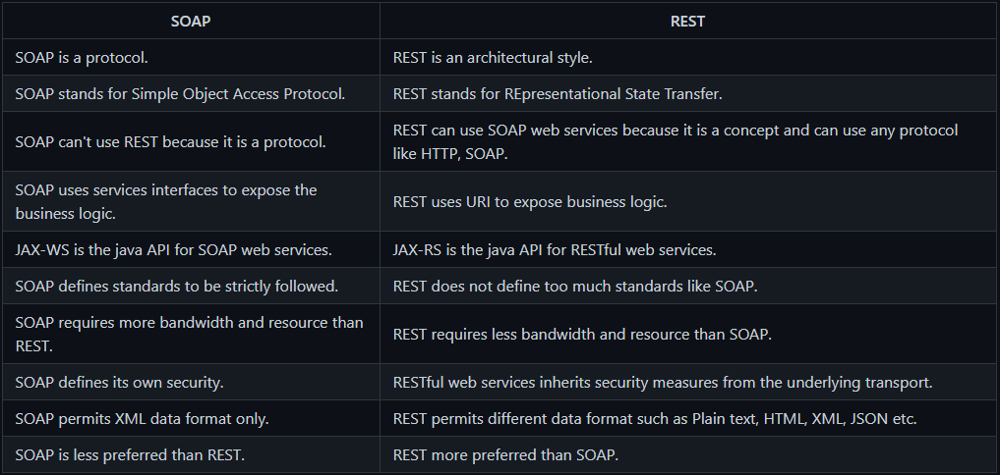 SOAP REST
SOAP is a protocol. REST is an architectural style.
SOAP stands for Simple Object Access Protocol. REST stands for REpresentational State Transfer.
SOAP can't use REST because it is a protocol. REST can use SOAP web services because it is a concept and can use any protocol
like HTTP, SOAP.
SOAP uses services interfaces to expose the
business logic. REST uses URI to expose business logic.
JAX-WS is the java API for SOAP web services. JAX-RS is the java API for RESTful web services.
SOAP defines standards to be strictly followed. REST does not define too much standards like SOAP.
SOAP requires more bandwidth and resource than
REST. REST requires less bandwidth and resource than SOAP.
SOAP defines its own security. RESTful web services inherits security measures from the underlying transport.
SOAP permits XML data format only. REST permits different data format such as Plain text, HTML, XML, JSON etc.
SOAP is less preferred than REST. REST more preferred than SOAP.